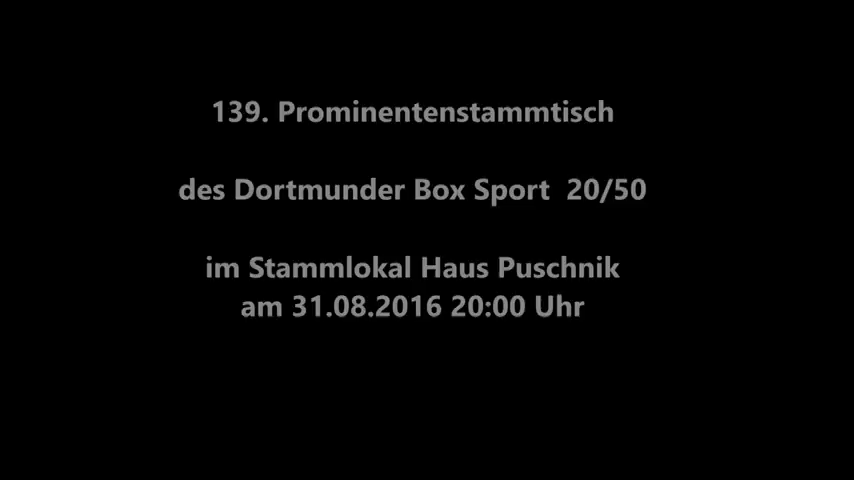 139. Prominentenstammtisch
des Dortmunder Box Sport 20/50
im Stammlokal Haus Puschnik
am 31.08.2016 20:00 Uhr